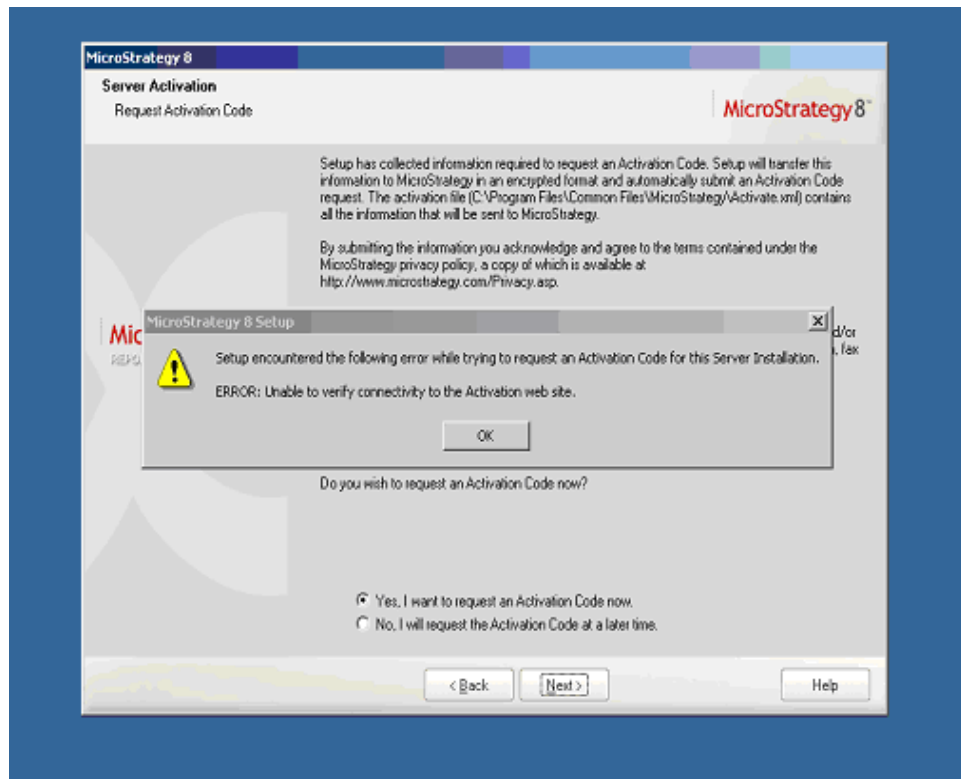 MicroStrategy 8
Server Activation
Request Activation Code
MicroStrategy 8™
Setup has collected information required to request an Activation Code. Setup will transfer this
information to MicroStrategy in an encrypted format and automatically submit an Activation Code
request. The activation file (C:\Program Files\Common Files\MicroStrategy\Activate.xml) contains
all the information that will be sent to MicroStrategy.
By submitting the information you acknowledge and agree to the terms contained under the
MicroStrategy privacy policy, a copy of which is available at
http://www.microstrategy.com/Privacy.asp.
MicroStrategy 8 Setup
Mic
REPO
d/or
, fax
Setup encountered the following error while trying to request an Activation Code for this Server Installation.
ERROR: Unable to verify connectivity to the Activation web site.
OK
Do you wish to request an Activation Code now?
Yes, I want to request an Activation Code now.
No, I will request the Activation Code at a later time.
< Back
Next >
Help